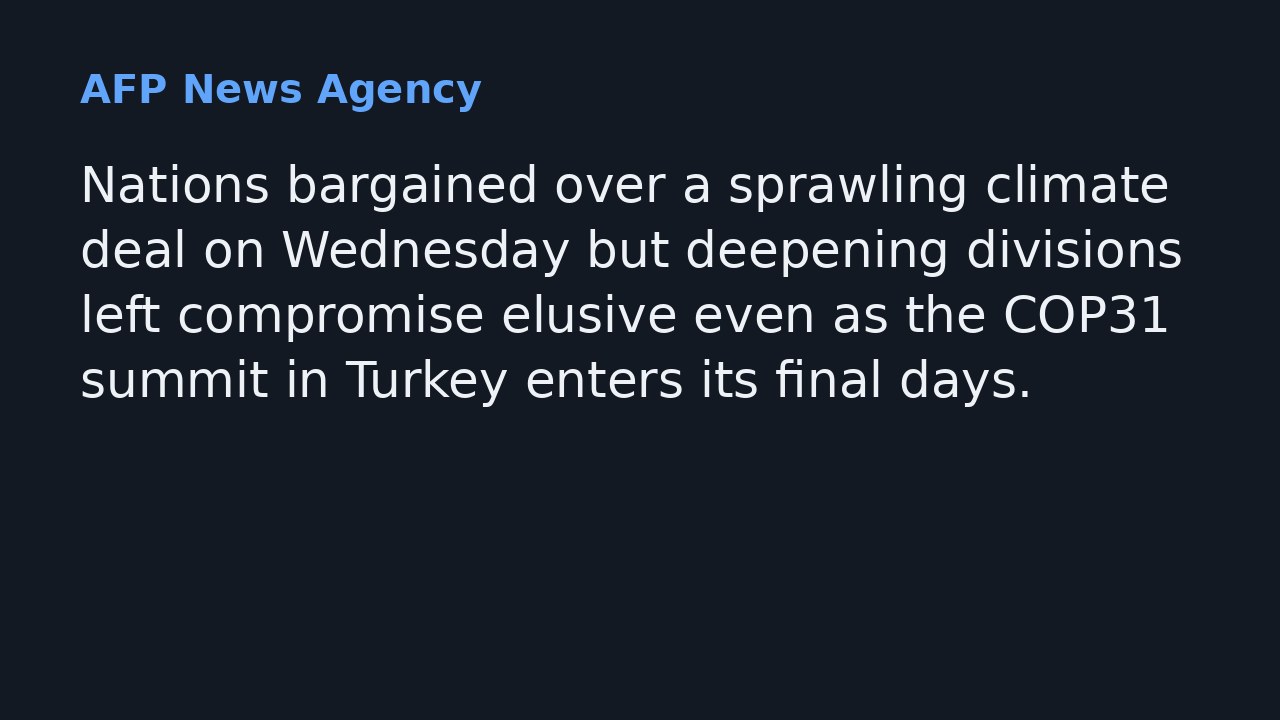 AFP News Agency
Nations bargained over a sprawling climate
deal on Wednesday but deepening divisions
left compromise elusive even as the COP31
summit in Turkey enters its final days.